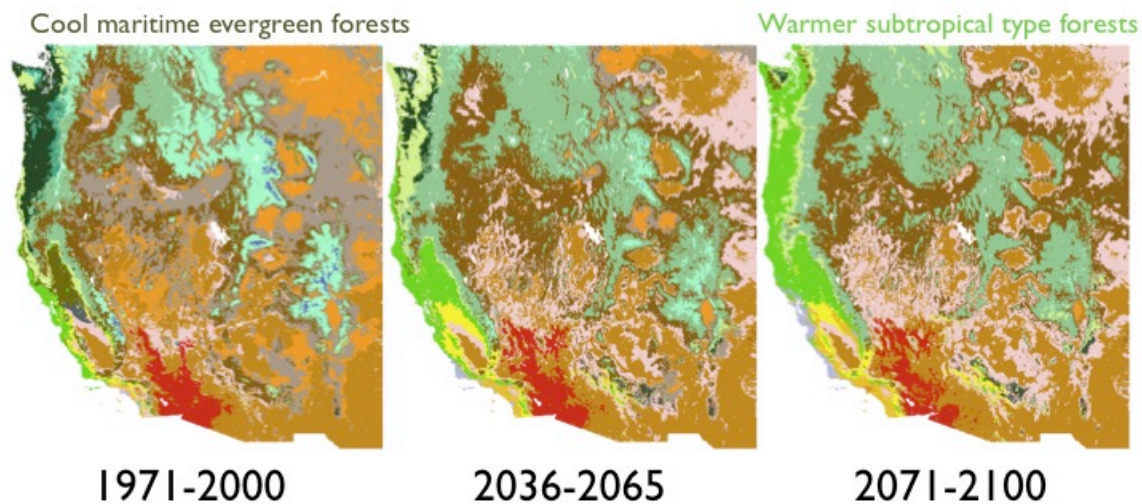 Cool maritime evergreen forests
Warmer subtropical type forests
1971-2000
2036-2065
2071-2100